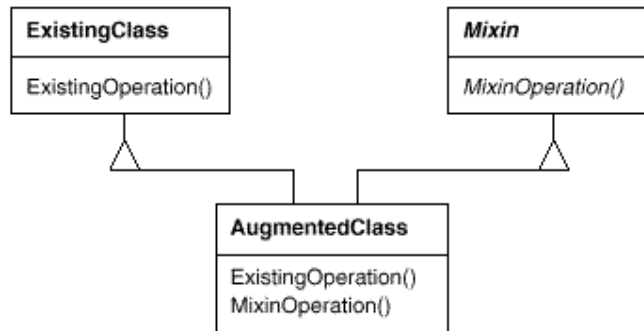 ExistingClass
ExistingOperation()
Mixin
MixinOperation()
AugmentedClass
ExistingOperation()
MixinOperation()